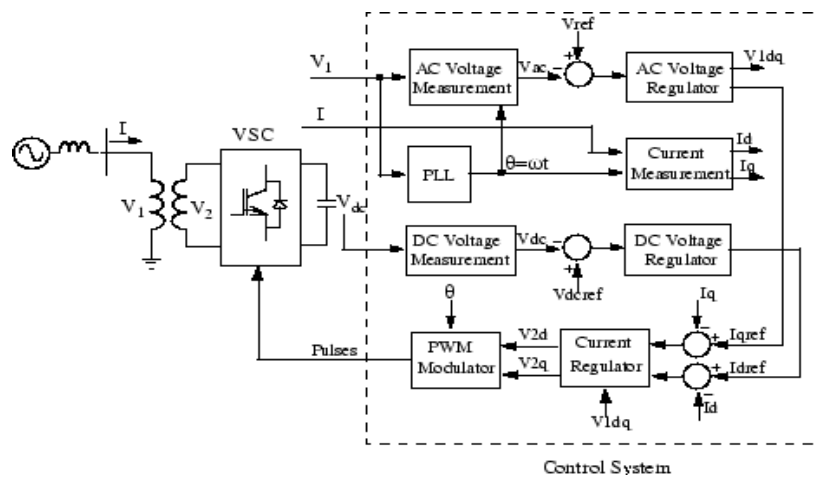 Vref
V1
AC Voltage
Measurement
Vac
−
+
AC Voltage
Regulator
V1dq
I
I
VSC
Id
Iq
Current
Measurement
PLL
θ=ωt
V1
V2
Vdc
DC Voltage
Measurement
Vdc
−
+
DC Voltage
Regulator
Vdcref
θ
Iq
Pulses
PWM
Modulator
V2d
V2q
Current
Regulator
−
+
Iqref
+
Idref
−
Id
V1dq
Control System